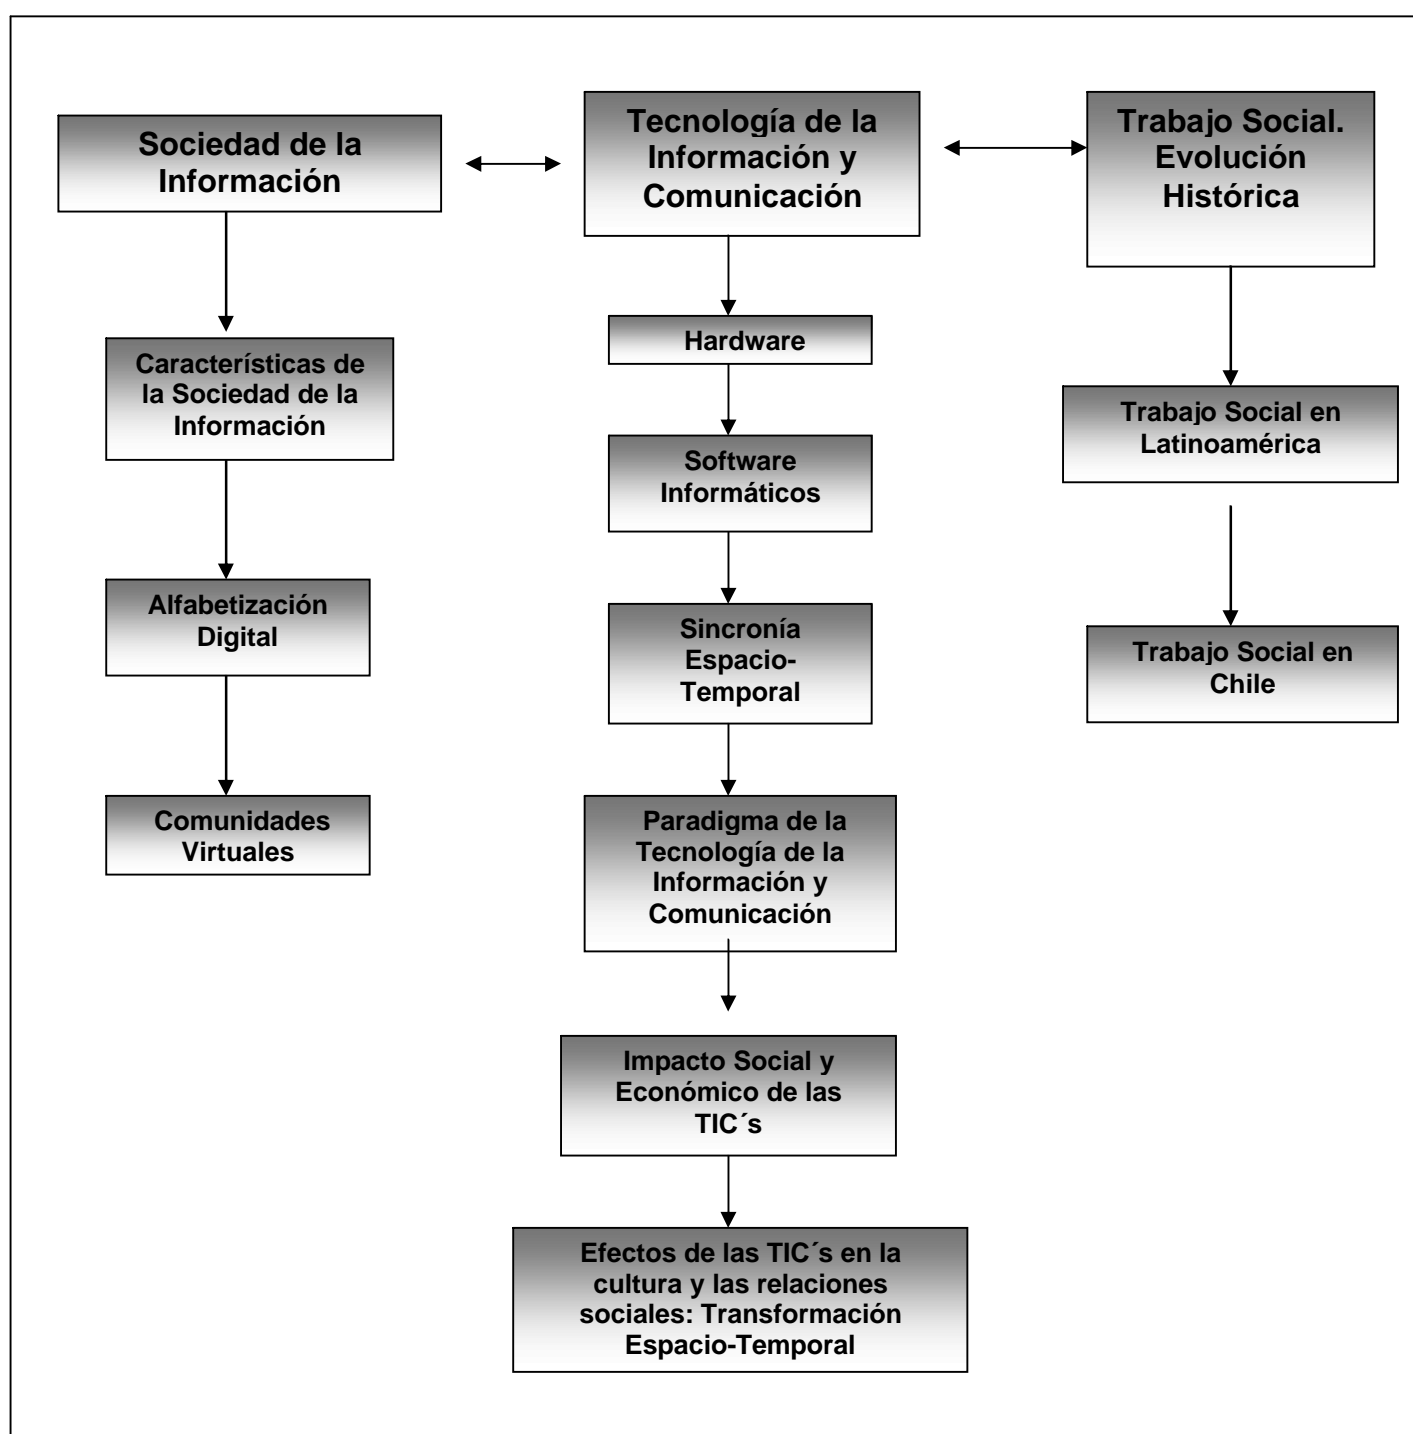 Sociedad de la
Información
Tecnología de la
Información y
Comunicación
Trabajo Social.
Evolución
Histórica
Características de
la Sociedad de la
Información
Alfabetización
Digital
Comunidades
Virtuales
Hardware
Software
Informáticos
Sincronía
Espacio-
Temporal
Paradigma de la
Tecnología de la
Información y
Comunicación
Impacto Social y
Económico de las
TIC´s
Efectos de las TIC´s en la
cultura y las relaciones
sociales: Transformación
Espacio-Temporal
Trabajo Social en
Latinoamérica
Trabajo Social en
Chile